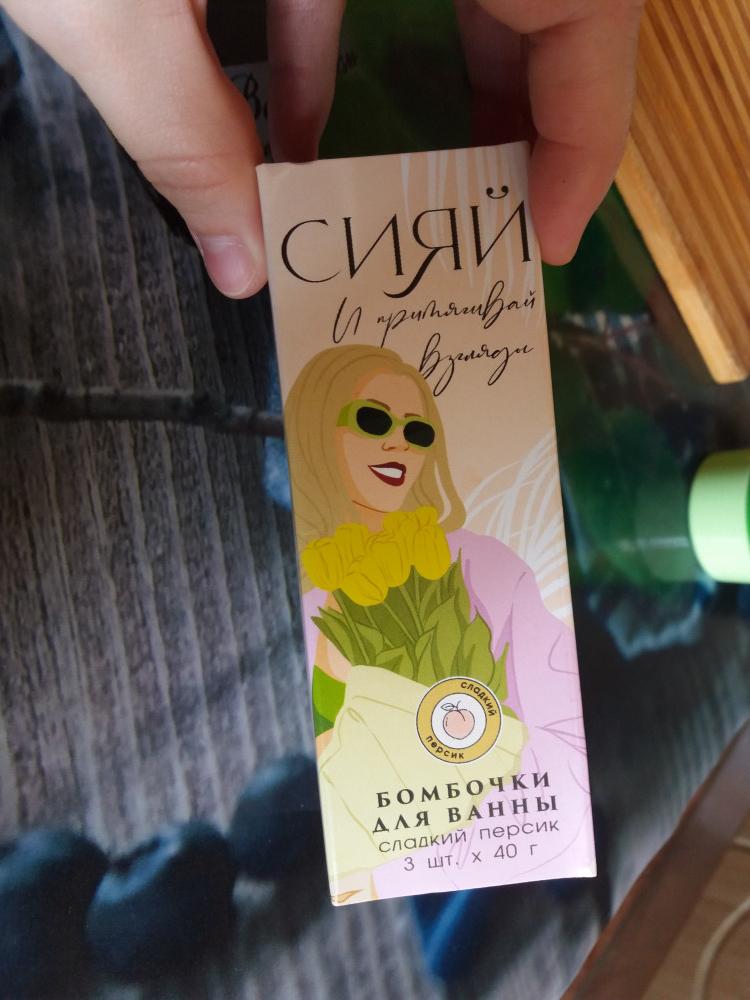 СИЯЙ
И притягивай
взгляды
сладкий
персик
БОМБОЧКИ
ДЛЯ ВАННЫ
сладкий персик
3 шт. х 40 г